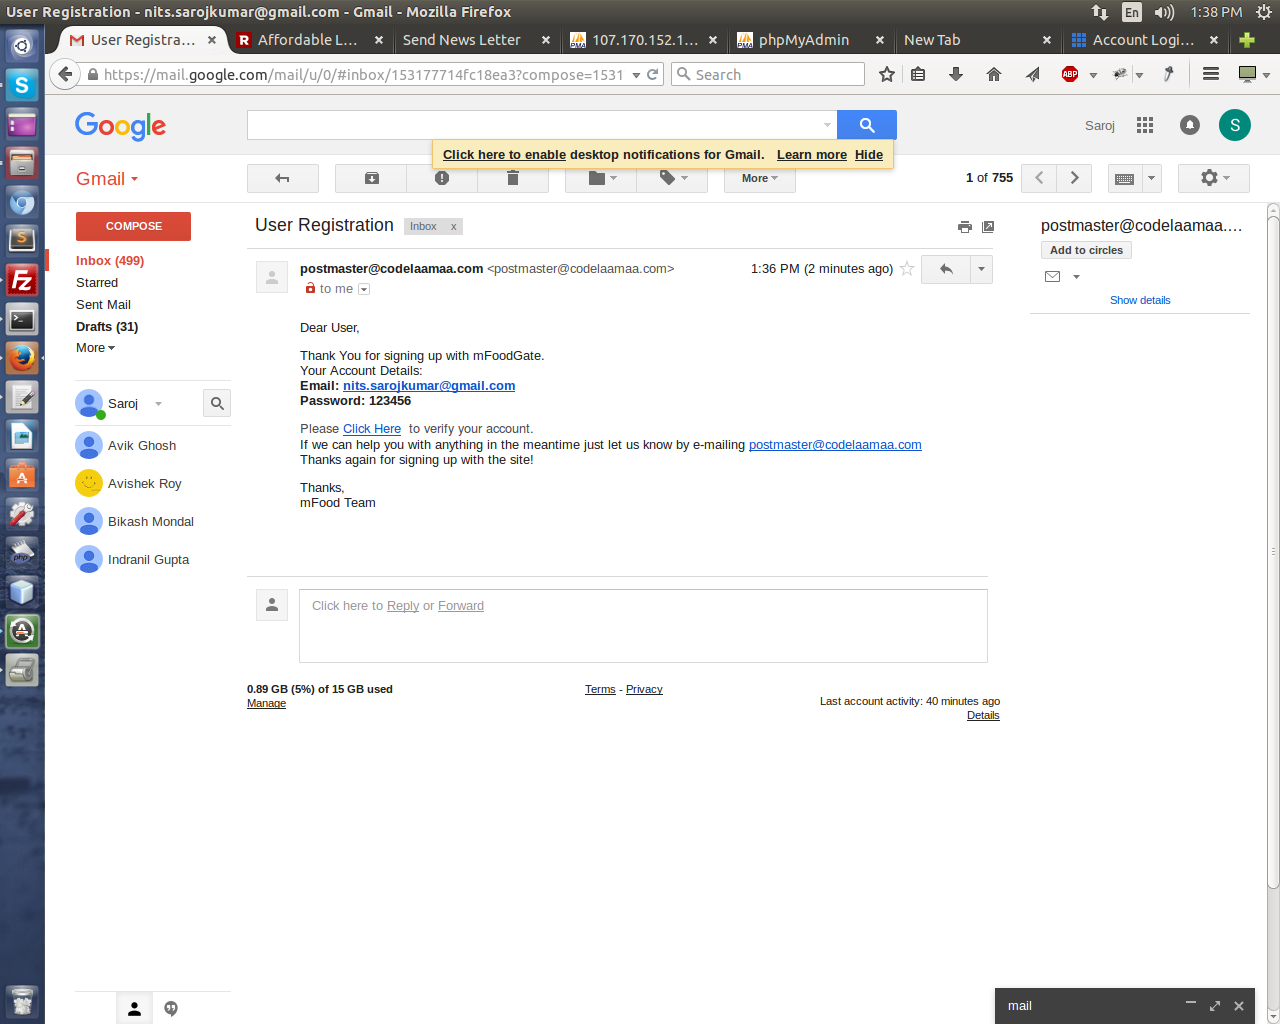 User Registration - nits.sarojkumar@gmail.com - Gmail - Mozilla Firefox
En
1:38 PM
User Registra...
Affordable L...
Send News Letter
107.170.152.1...
phpMyAdmin
New Tab
Account Logi...
https://mail.google.com/mail/u/0/#inbox/153177714fc18ea3?compose=1531
Search
ABP
Google
Saroj
S
Click here to enable desktop notifications for Gmail. Learn more Hide
Gmail
More
1 of 755
COMPOSE
User Registration
Inbox x
postmaster@codelaamaa....
Add to circles
Show details
Inbox (499)
Starred
Sent Mail
Drafts (31)
More
postmaster@codelaamaa.com <postmaster@codelaamaa.com>
1:36 PM (2 minutes ago)
to me
Dear User,
Thank You for signing up with mFoodGate.
Your Account Details:
Email: nits.sarojkumar@gmail.com
Password: 123456
Please Click Here to verify your account.
If we can help you with anything in the meantime just let us know by e-mailing postmaster@codelaamaa.com
Thanks again for signing up with the site!
Thanks,
mFood Team
Saroj
Avik Ghosh
Avishek Roy
Bikash Mondal
Indranil Gupta
Click here to Reply or Forward
0.89 GB (5%) of 15 GB used
Manage
Terms - Privacy
Last account activity: 40 minutes ago
Details
mail